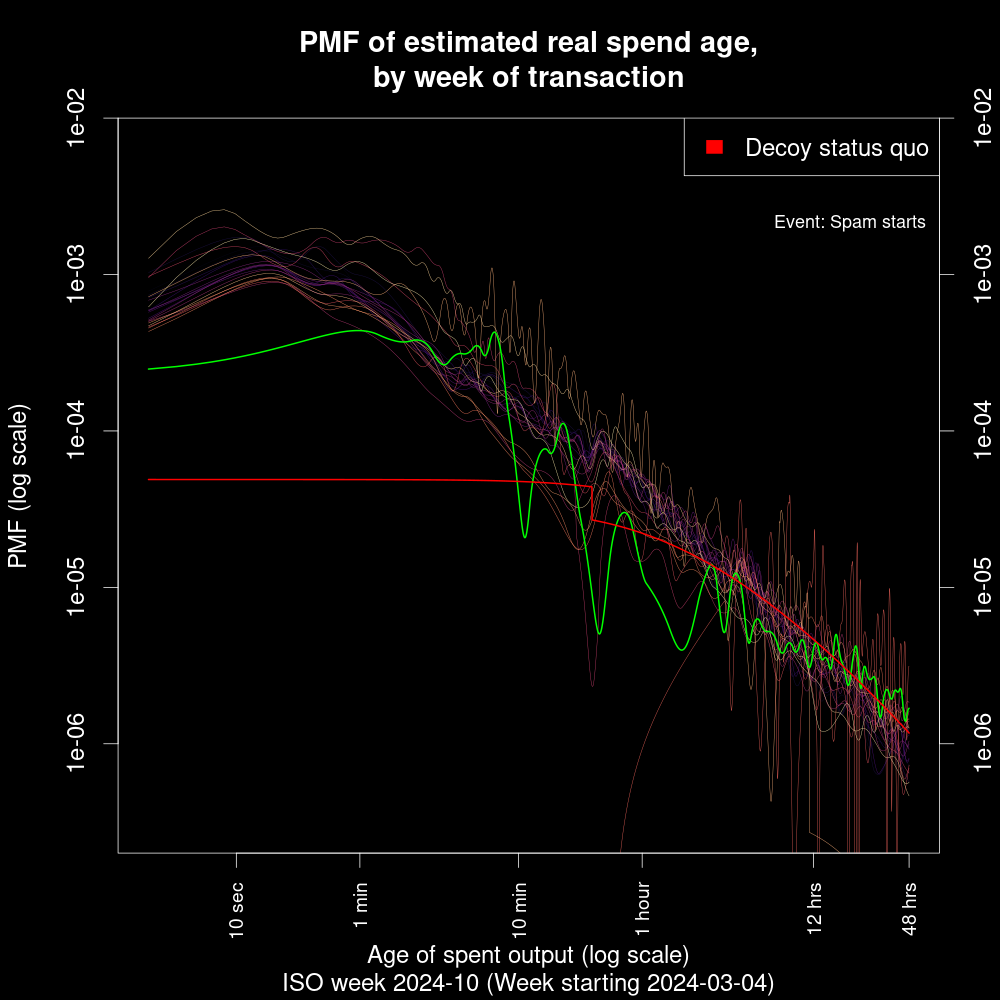 PMF of estimated real spend age,
by week of transaction
Decoy status quo
Event: Spam starts
PMF (log scale)
1e-02
1e-03
1e-04
1e-05
1e-06
1e-02
1e-03
1e-04
1e-05
1e-06
10 sec
1 min
10 min
1 hour
12 hrs
48 hrs
Age of spent output (log scale)
ISO week 2024-10 (Week starting 2024-03-04)